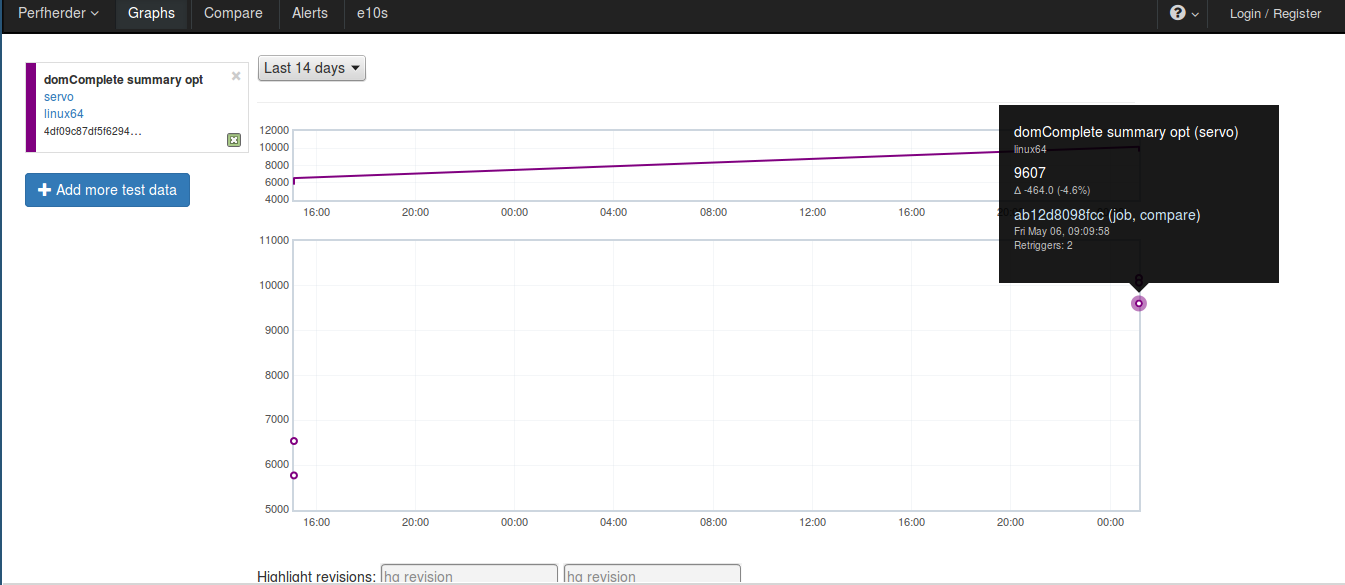 Perfherder Graphs Compare Alerts e10s ? Login / Register
domComplete summary opt
servo
linux64
4df09c87df5f6294…
Add more test data
Last 14 days
12000
10000
8000
6000
4000
16:00 20:00 00:00 04:00 08:00 12:00 16:00 20:
domComplete summary opt (servo)
linux64
9607
Δ -464.0 (-4.6%)
ab12d8098fcc (job, compare)
Fri May 06, 09:09:58
Retriggers: 2
11000
10000
9000
8000
7000
6000
5000
16:00 20:00 00:00 04:00 08:00 12:00 16:00 20:00 00:00
Highlight revisions: hg revision hg revision